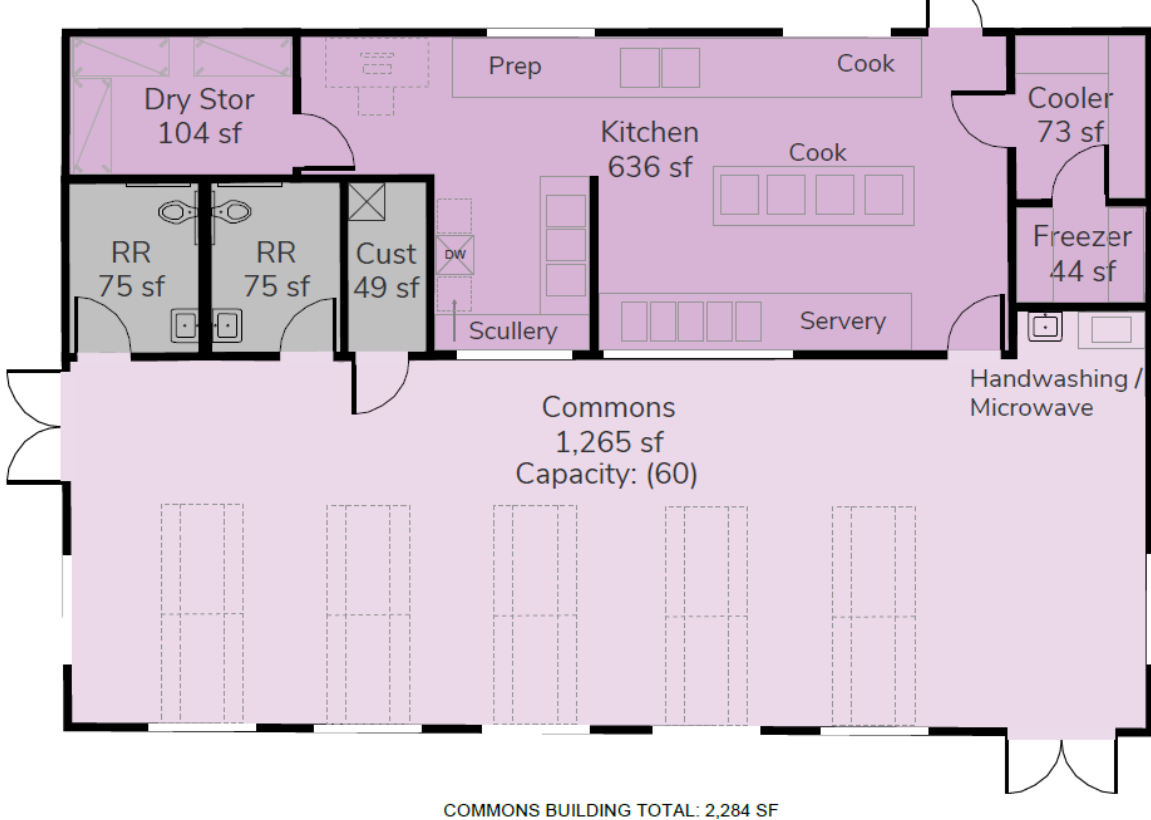 Prep
Cook
Dry Stor
104 sf
Kitchen
636 sf
Cook
Cooler
73 sf
RR
75 sf
RR
75 sf
Cust
49 sf
DW
Freezer
44 sf
Scullery
Servery
Handwashing /
Microwave
Commons
1,265 sf
Capacity: (60)
COMMONS BUILDING TOTAL: 2,284 SF